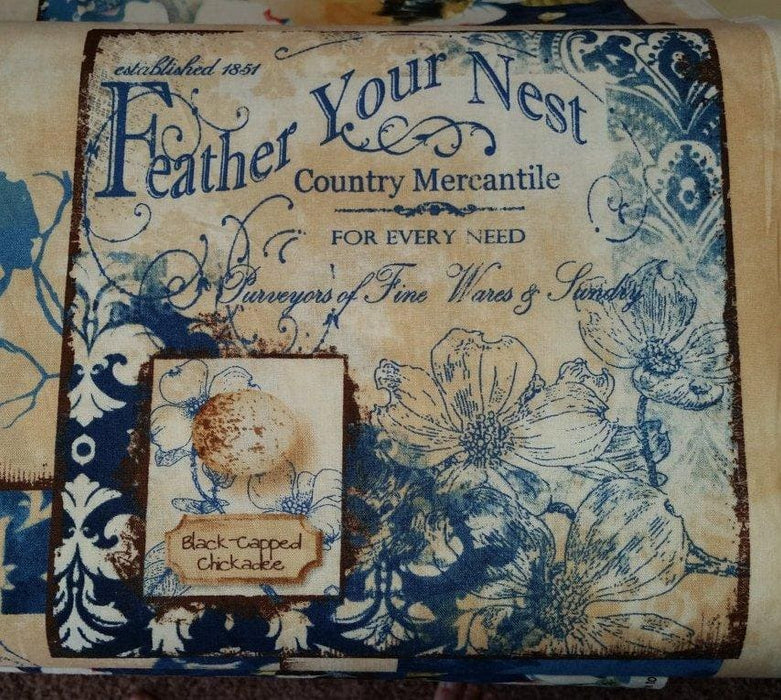 established 1851
Feather Your Nest
Country Mercantile
FOR EVERY NEED
Purveyors of Fine Wares & Sundry
Black-Capped
Chickadee